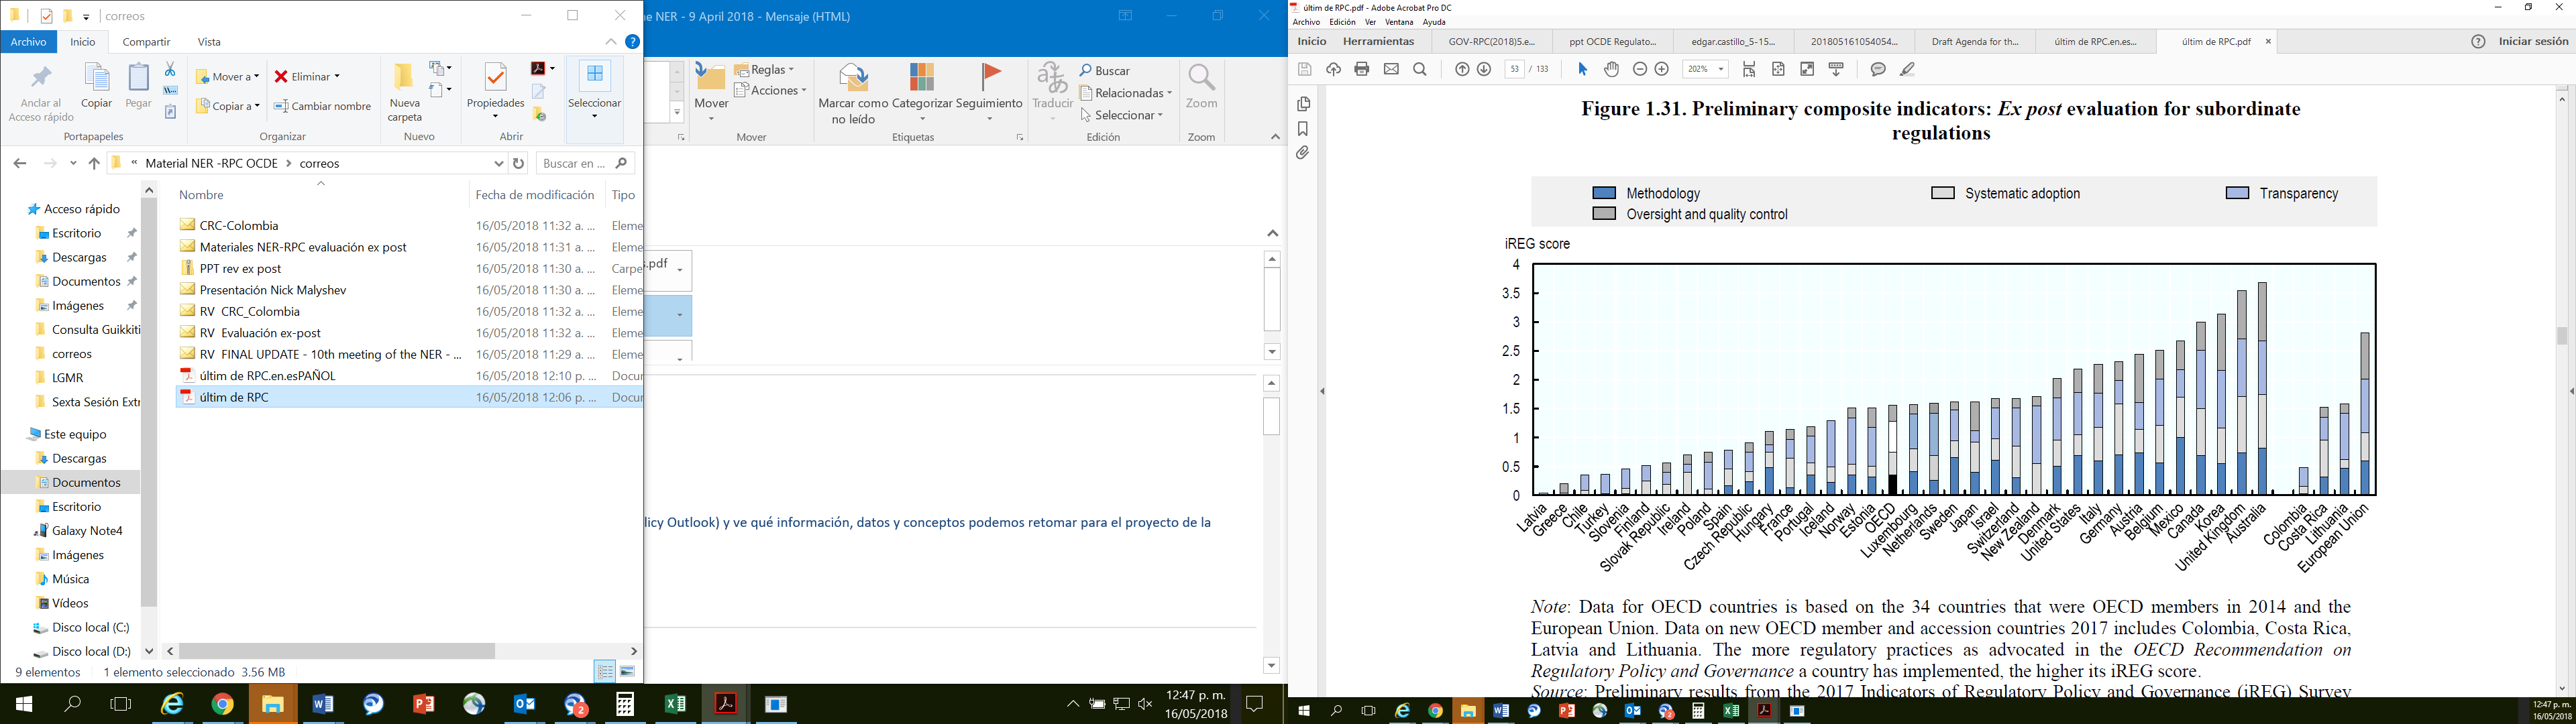 correos
Archivo
Inicio
Compartir
Vista
Anclar al
Acceso rápido
Copiar
Pegar
Mover a
Copiar a
Eliminar
Cambiar nombre
Nueva
carpeta
Propiedades
Seleccionar
Portapapeles
Organizar
Nuevo
Abrir
« Material NER -RPC OCDE > correos
Buscar en ...
Nombre
Fecha de modificación
Tipo
Acceso rápido
Escritorio
Descargas
Documentos
Imágenes
Consulta Guikkiti
correos
LGMR
Sexta Sesión Extr
Este equipo
Descargas
Documentos
Escritorio
Galaxy Note4
Imágenes
Música
Vídeos
Disco local (C:)
Disco local (D:)
CRC-Colombia 16/05/2018 11:32 a. ... Eleme
Materiales NER-RPC evaluación ex post 16/05/2018 11:31 a. ... Eleme
PPT rev ex post 16/05/2018 11:30 a. ... Carpe
Presentación Nick Malyshev 16/05/2018 11:30 a. ... Eleme
RV CRC_Colombia 16/05/2018 11:32 a. ... Eleme
RV Evaluación ex-post 16/05/2018 11:32 a. ... Eleme
RV FINAL UPDATE - 10th meeting of the NER - ... 16/05/2018 11:29 a. ... Eleme
últim de RPC.en.esPAÑOL 16/05/2018 12:10 p. ... Docur
últim de RPC 16/05/2018 12:06 p. ... Docur
9 elementos 1 elemento seleccionado 3.56 MB
ne NER - 9 April 2018 - Mensaje (HTML)
Mover
Reglas
Acciones
Marcar como
no leído
Categorizar
Seguimiento
Traducir
Buscar
Relacionadas
Seleccionar
Zoom
Mover
Etiquetas
Edición
Zoom
s.pdf
licy Outlook) y ve qué información, datos y conceptos podemos retomar para el proyecto de la
2
12:47 p. m.
16/05/2018
últim de RPC.pdf - Adobe Acrobat Pro DC
Archivo Edición Ver Ventana Ayuda
Inicio Herramientas GOV-RPC(2018)5.e... ppt OCDE Regulato... edgar.castillo_5-15... 201805161054054... Draft Agenda for th... últim de RPC.en.es... últim de RPC.pdf × Iniciar sesión
53 / 133 202%
Figure 1.31. Preliminary composite indicators: Ex post evaluation for subordinate
regulations
Methodology Systematic adoption Transparency
Oversight and quality control
iREG score
4
3.5
3
2.5
2
1.5
1
0.5
0
Latvia
Greece
Chile
Turkey
Slovenia
Finland
Slovak Republic
Ireland
Poland
Spain
Czech Republic
Hungary
France
Portugal
Iceland
Norway
Estonia
OECD
Luxembourg
Netherlands
Sweden
Japan
Israel
Switzerland
New Zealand
Denmark
United States
Italy
Germany
Austria
Belgium
Mexico
Canada
Korea
United Kingdom
Australia
Colombia
Costa Rica
Lithuania
European Union
Note: Data for OECD countries is based on the 34 countries that were OECD members in 2014 and the
European Union. Data on new OECD member and accession countries 2017 includes Colombia, Costa Rica,
Latvia and Lithuania. The more regulatory practices as advocated in the OECD Recommendation on
Regulatory Policy and Governance a country has implemented, the higher its iREG score.
Source: Preliminary results from the 2017 Indicators of Regulatory Policy and Governance (iREG) Survey
12:47 p. m.
16/05/2018